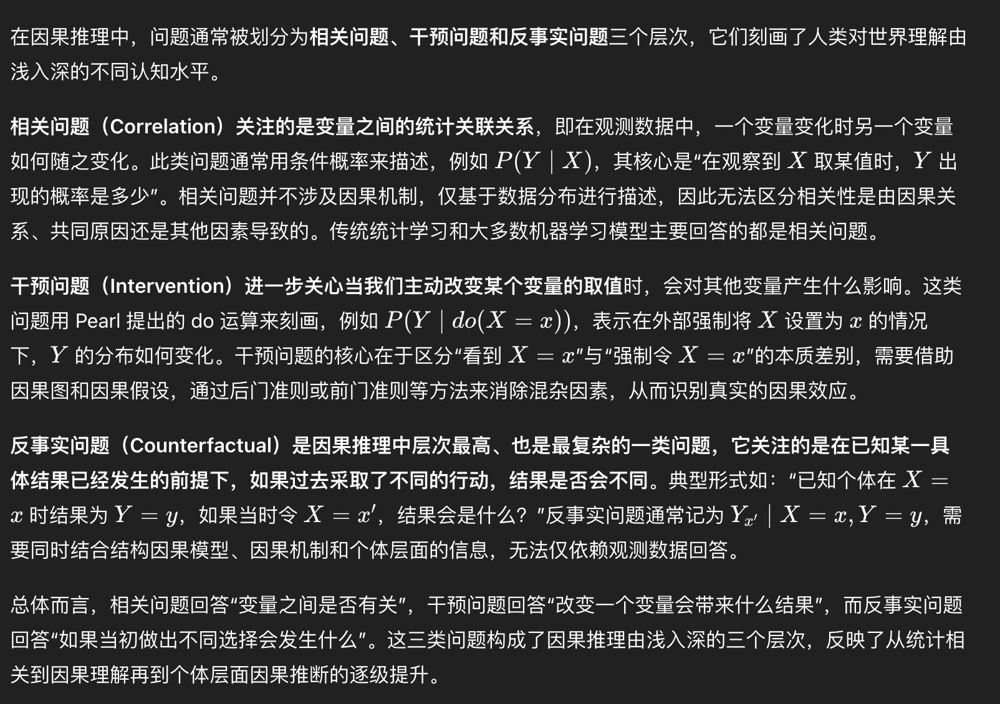 在因果推理中，问题通常被划分为相关问题、干预问题和反事实问题三个层次，它们刻画了人类对世界理解由
浅入深的不同认知水平。
相关问题（Correlation）关注的是变量之间的统计关联关系，即在观测数据中，一个变量变化时另一个变量
如何随之变化。此类问题通常用条件概率来描述，例如 P(Y | X)，其核心是“在观察到 X 取某值时，Y 出
现的概率是多少”。相关问题并不涉及因果机制，仅基于数据分布进行描述，因此无法区分相关性是由因果关
系、共同原因还是其他因素导致的。传统统计学习和大多数机器学习模型主要回答的都是相关问题。
干预问题（Intervention）进一步关心当我们主动改变某个变量的取值时，会对其他变量产生什么影响。这类
问题用 Pearl 提出的 do 运算来刻画，例如 P(Y | do(X = x))，表示在外部强制将 X 设置为 x 的情况
下，Y 的分布如何变化。干预问题的核心在于区分“看到 X = x”与“强制令 X = x”的本质差别，需要借助
因果图和因果假设，通过后门准则或前门准则等方法来消除混杂因素，从而识别真实的因果效应。
反事实问题（Counterfactual）是因果推理中层次最高、也是最复杂的一类问题，它关注的是在已知某一具
体结果已经发生的前提下，如果过去采取了不同的行动，结果是否会不同。典型形式如：“已知个体在 X =
x 时结果为 Y = y，如果当时令 X = x′，结果会是什么？”反事实问题通常记为 Y_{x′} | X = x, Y = y，需
要同时结合结构因果模型、因果机制和个体层面的信息，无法仅依赖观测数据回答。
总体而言，相关问题回答“变量之间是否有关”，干预问题回答“改变一个变量会带来什么结果”，而反事实问题
回答“如果当初做出不同选择会发生什么”。这三类问题构成了因果推理由浅入深的三个层次，反映了从统计相
关到因果理解再到个体层面因果推断的逐级提升。